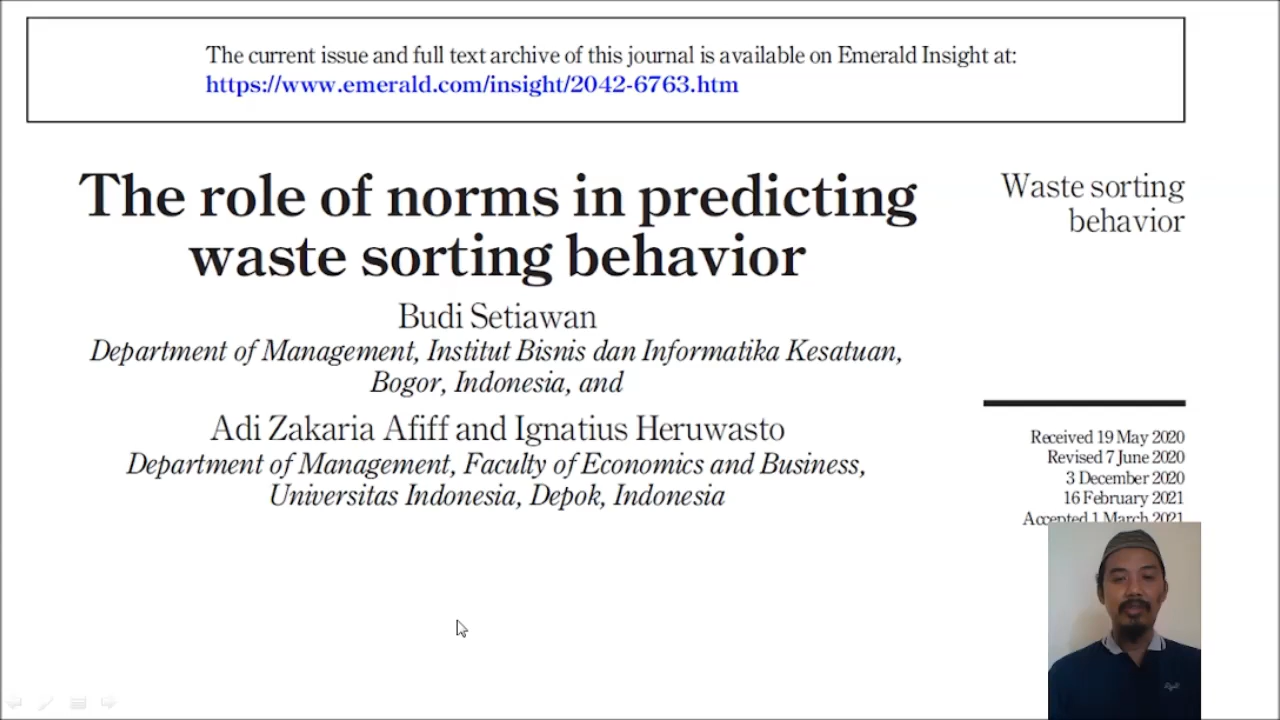 The current issue and full text archive of this journal is available on Emerald Insight at:
https://www.emerald.com/insight/2042-6763.htm
The role of norms in predicting
waste sorting behavior
Waste sorting
behavior
Budi Setiawan
Department of Management, Institut Bisnis dan Informatika Kesatuan,
Bogor, Indonesia, and
Adi Zakaria Afiff and Ignatius Heruwasto
Department of Management, Faculty of Economics and Business,
Universitas Indonesia, Depok, Indonesia
Received 19 May 2020
Revised 7 June 2020
3 December 2020
16 February 2021
Accepted 1 March 2021